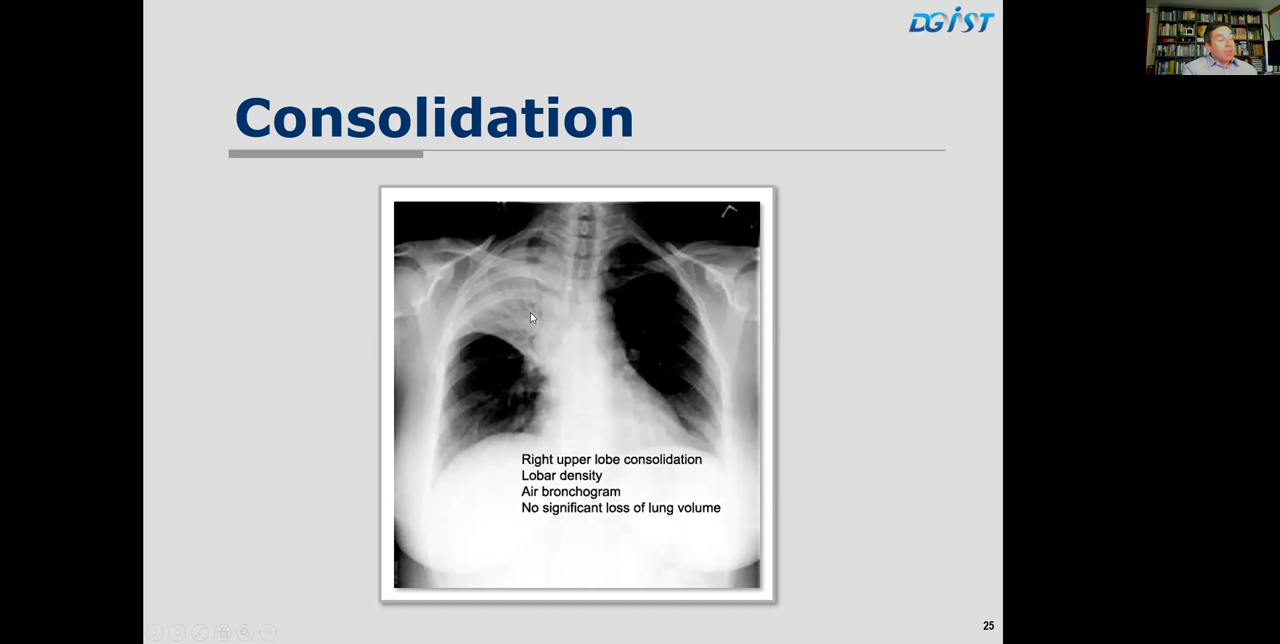 DGIST
Consolidation
Right upper lobe consolidation
Lobar density
Air bronchogram
No significant loss of lung volume
25